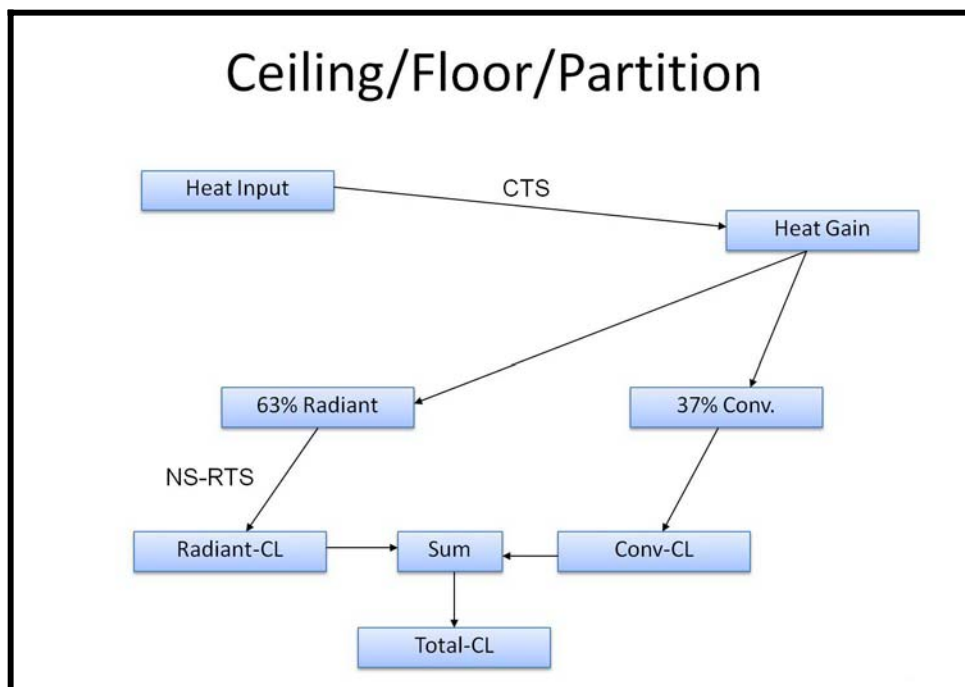 Ceiling/Floor/Partition
Heat Input
CTS
Heat Gain
63% Radiant
37% Conv.
NS-RTS
Radiant-CL
Sum
Conv-CL
Total-CL